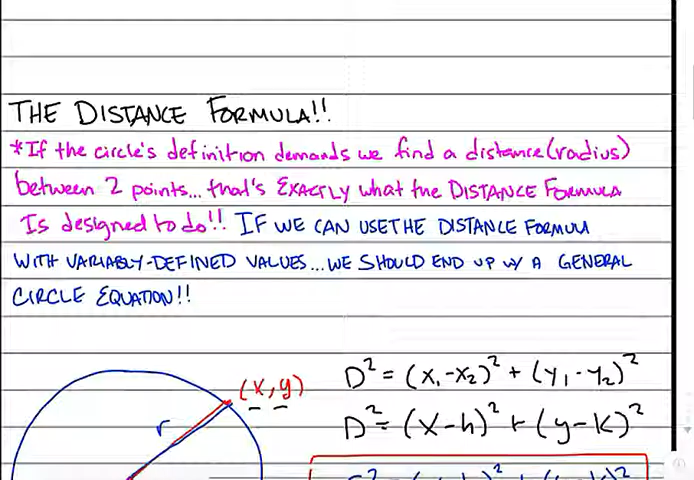 THE DISTANCE FORMULA!!
*If the circle's definition demands we find a distance (radius)
between 2 points... that's EXACTLY what the DISTANCE FORMULA
Is designed to do!! IF WE CAN USE THE DISTANCE FORMULA
WITH VARIABLY-DEFINED VALUES... WE SHOULD END UP W/ A GENERAL
CIRCLE EQUATION!!
(x, y)
r
D² = (x₁-x₂)² + (y₁-y₂)²
D² = (x-h)² + (y-k)²